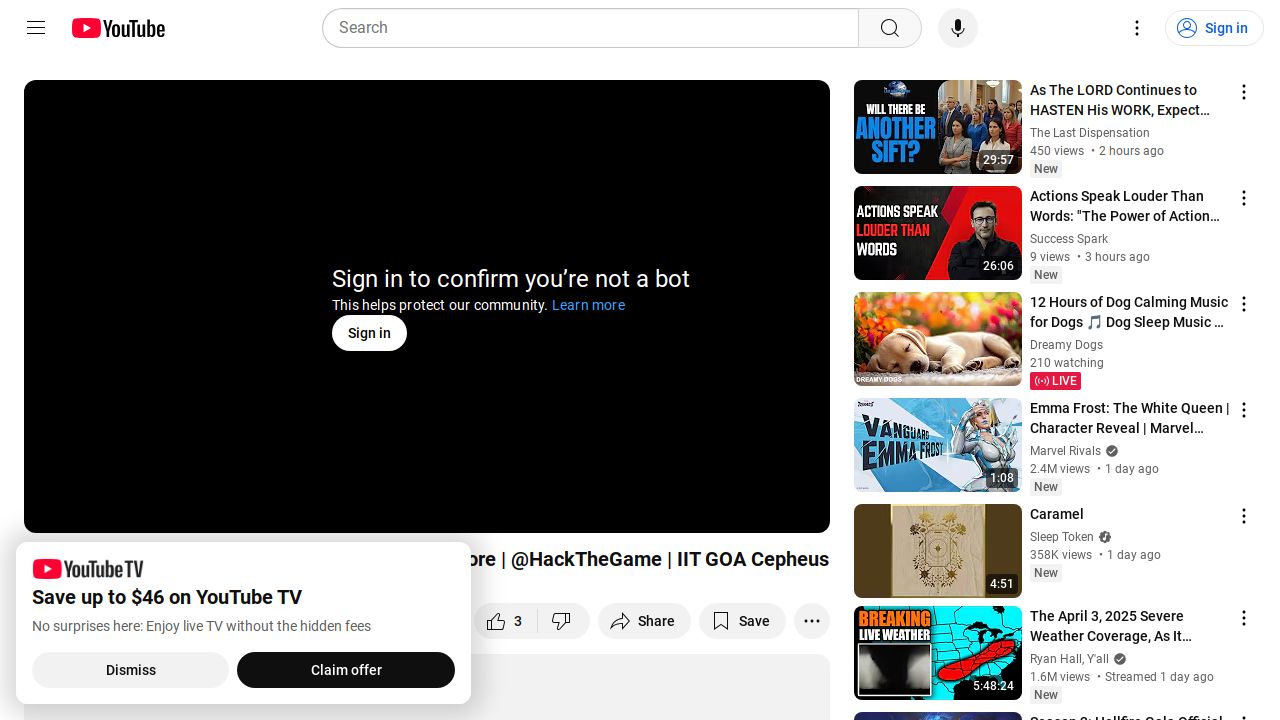 YouTube
Search
Sign in
Sign in to confirm you’re not a bot
This helps protect our community. Learn more
Sign in
ore | @HackTheGame | IIT GOA Cepheus
3
Share
Save
YouTube TV
Save up to $46 on YouTube TV
No surprises here: Enjoy live TV without the hidden fees
Dismiss
Claim offer
WILL THERE BE
ANOTHER
SIFT?
29:57
As The LORD Continues to
HASTEN His WORK, Expect…
The Last Dispensation
450 views • 2 hours ago
New
ACTIONS SPEAK
LOUDER THAN
WORDS
26:06
Actions Speak Louder Than
Words: "The Power of Action…
Success Spark
9 views • 3 hours ago
New
DREAMY DOGS
12 Hours of Dog Calming Music
for Dogs 🎵 Dog Sleep Music …
Dreamy Dogs
210 watching
LIVE
VANGUARD
EMMA FROST
1:08
Emma Frost: The White Queen |
Character Reveal | Marvel…
Marvel Rivals
2.4M views • 1 day ago
New
4:51
Caramel
Sleep Token
358K views • 1 day ago
New
BREAKING
LIVE WEATHER
5:48:24
The April 3, 2025 Severe
Weather Coverage, As It…
Ryan Hall, Y'all
1.6M views • Streamed 1 day ago
New